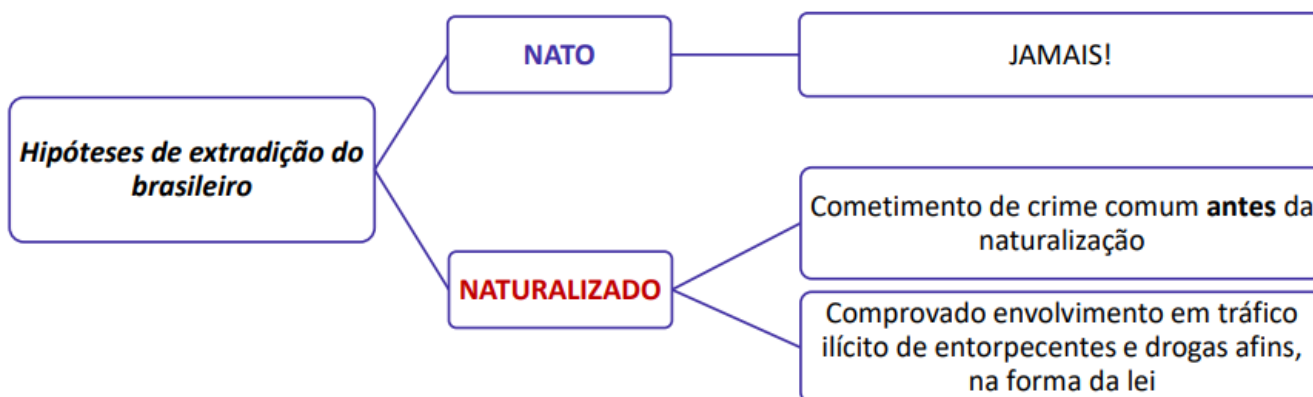 Hipóteses de extradição do
brasileiro
NATO
JAMAIS!
NATURALIZADO
Cometimento de crime comum antes da
naturalização
Comprovado envolvimento em tráfico
ilícito de entorpecentes e drogas afins,
na forma da lei